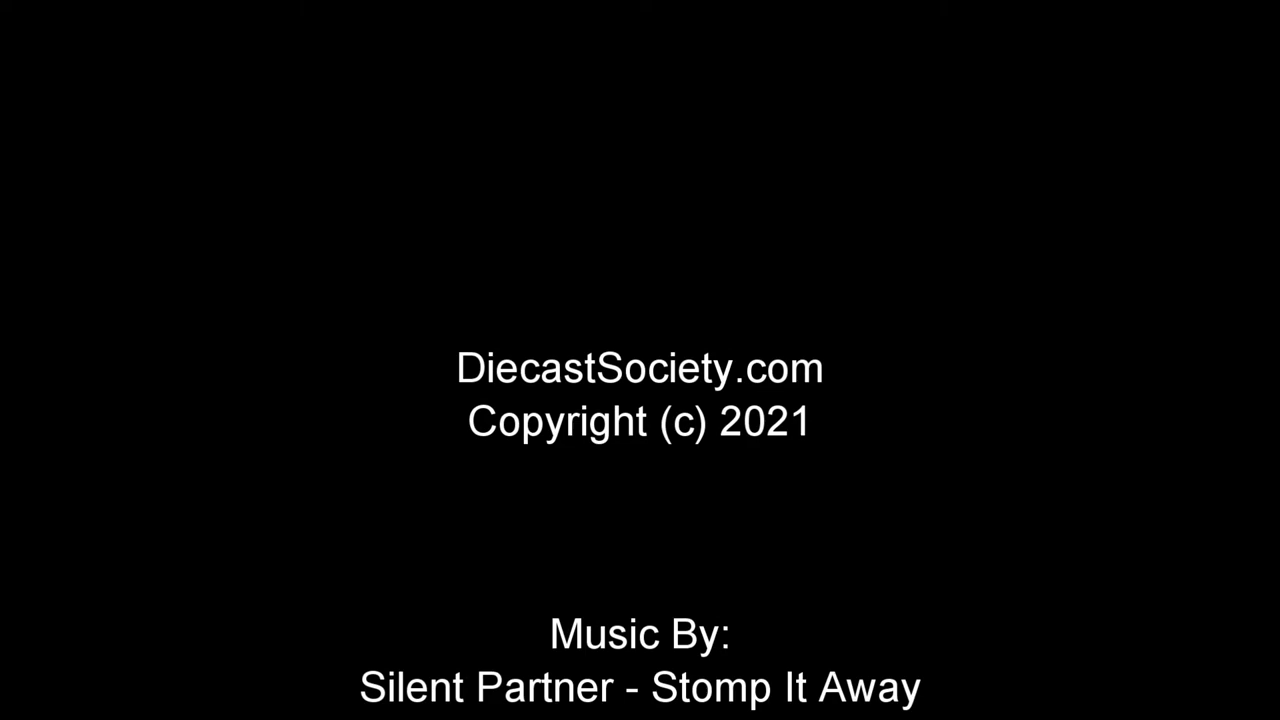 DiecastSociety.com
Copyright (c) 2021
Music By:
Silent Partner - Stomp It Away